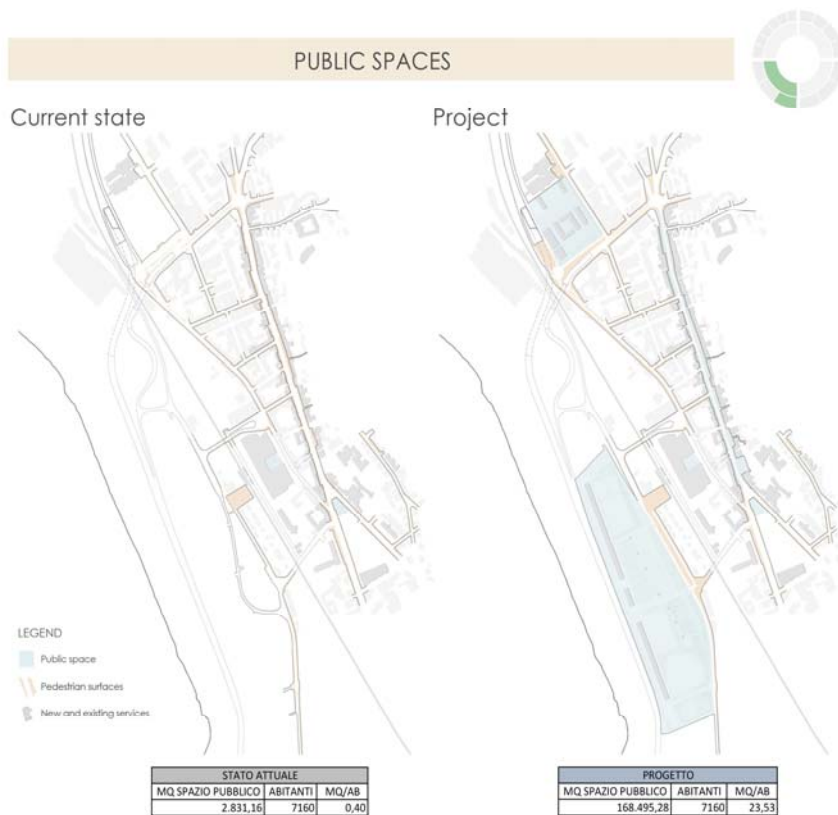 PUBLIC SPACES
Current state
Project
LEGEND
Public space
Pedestrian surfaces
New and existing services
STATO ATTUALE
MQ SPAZIO PUBBLICO ABITANTI MQ/AB
2.831,16 7160 0,40
PROGETTO
MQ SPAZIO PUBBLICO ABITANTI MQ/AB
168.495,28 7160 23,53